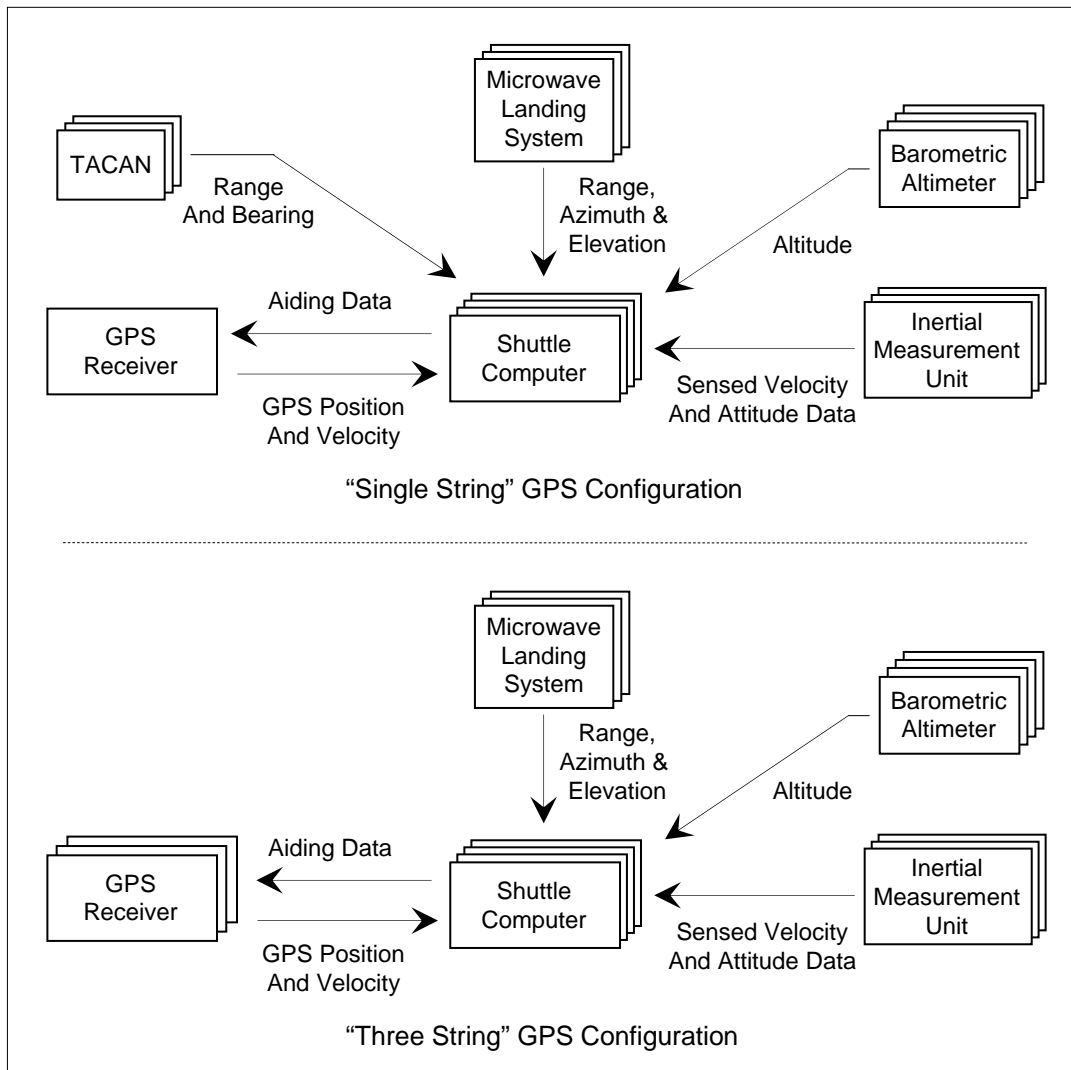 Microwave
Landing
System
TACAN
Barometric
Altimeter
Range
And Bearing
Range,
Azimuth &
Elevation
Altitude
Aiding Data
GPS
Receiver
Shuttle
Computer
Inertial
Measurement
Unit
GPS Position
And Velocity
Sensed Velocity
And Attitude Data
“Single String” GPS Configuration
Microwave
Landing
System
Barometric
Altimeter
Range,
Azimuth &
Elevation
Altitude
Aiding Data
GPS
Receiver
Shuttle
Computer
Inertial
Measurement
Unit
GPS Position
And Velocity
Sensed Velocity
And Attitude Data
“Three String” GPS Configuration